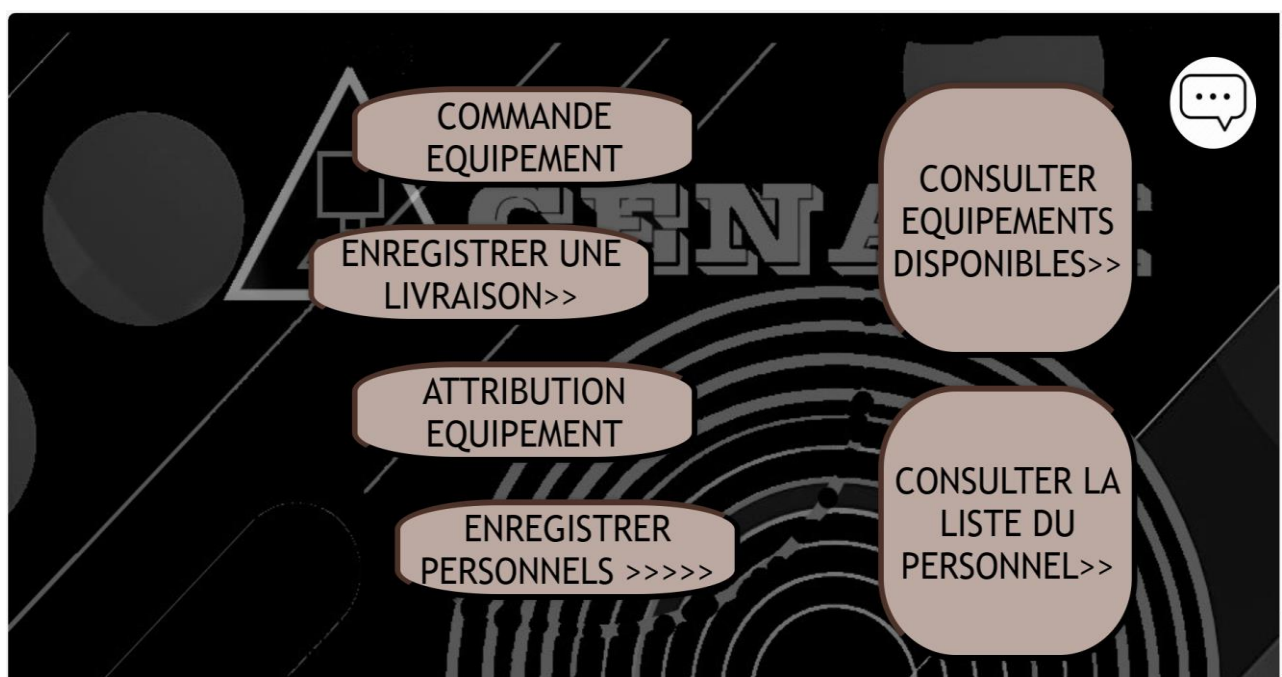 COMMANDE
EQUIPEMENT
ENREGISTRER UNE
LIVRAISON>>
ATTRIBUTION
EQUIPEMENT
ENREGISTRER
PERSONNELS >>>>>
CONSULTER
EQUIPEMENTS
DISPONIBLES>>
CONSULTER LA
LISTE DU
PERSONNEL>>